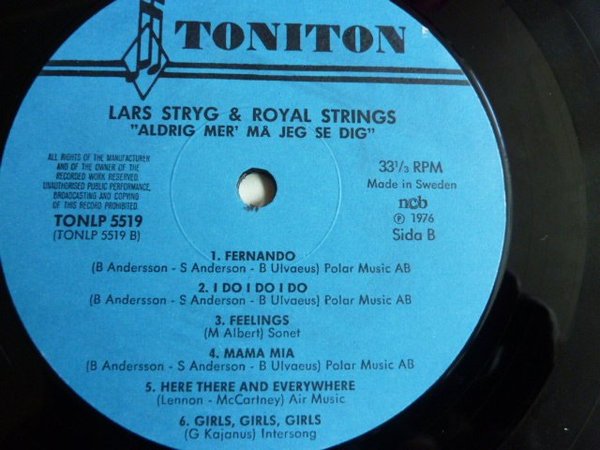 TONITON
LARS STRYG & ROYAL STRINGS
"ALDRIG MER' MA JEG SE DIG"
ALL RIGHTS OF THE MANUFACTURER
AND OF THE OWNER OF THE
RECORDED WORK RESERVED.
UNAUTHORISED PUBLIC PERFORMANCE,
BROADCASTING AND COPYING
OF THIS RECORD PROHIBITED.
TONLP 5519
(TONLP 5519 B)
33 1/3 RPM
Made in Sweden
ncb
℗ 1976
Sida B
1. FERNANDO
(B Andersson - S Anderson - B Ulvaeus) Polar Music AB
2. I DO I DO I DO
(B Andersson - S Anderson - B Ulvaeus) Polar Music AB
3. FEELINGS
(M Albert) Sonet
4. MAMA MIA
(B Andersson - S Anderson - B Ulvaeus) Polar Music AB
5. HERE THERE AND EVERYWHERE
(Lennon - McCartney) Air Music
6. GIRLS, GIRLS, GIRLS
(G Kajanus) Intersong